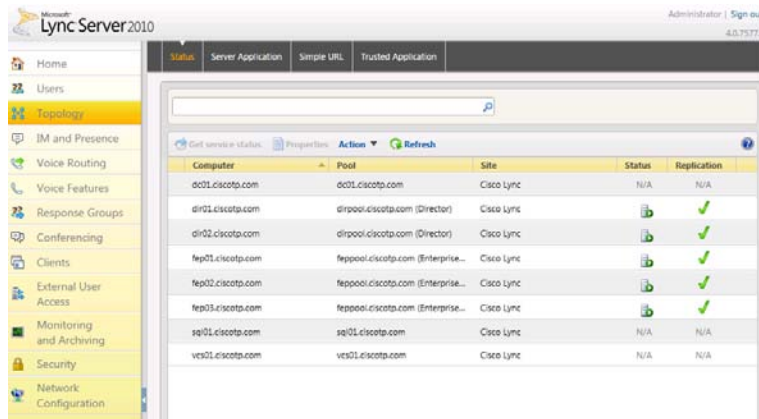 Microsoft
Lync Server 2010
Administrator | Sign ou
4.0.7577
Home
Users
Topology
IM and Presence
Voice Routing
Voice Features
Response Groups
Conferencing
Clients
External User
Access
Monitoring
and Archiving
Security
Network
Configuration
Status Server Application Simple URL Trusted Application
Get service status Properties Action Refresh
Computer Pool Site Status Replication
dc01.ciscotp.com dc01.ciscotp.com Cisco Lync N/A N/A
dir01.ciscotp.com dirpool.ciscotp.com (Director) Cisco Lync
dir02.ciscotp.com dirpool.ciscotp.com (Director) Cisco Lync
fep01.ciscotp.com feppool.ciscotp.com (Enterprise... Cisco Lync
fep02.ciscotp.com feppool.ciscotp.com (Enterprise... Cisco Lync
fep03.ciscotp.com feppool.ciscotp.com (Enterprise... Cisco Lync
sql01.ciscotp.com sql01.ciscotp.com Cisco Lync N/A N/A
vcs01.ciscotp.com vcs01.ciscotp.com Cisco Lync N/A N/A